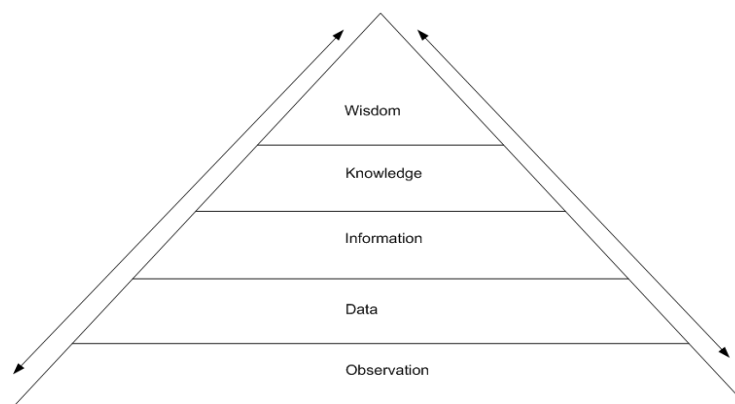 Wisdom
Knowledge
Information
Data
Observation